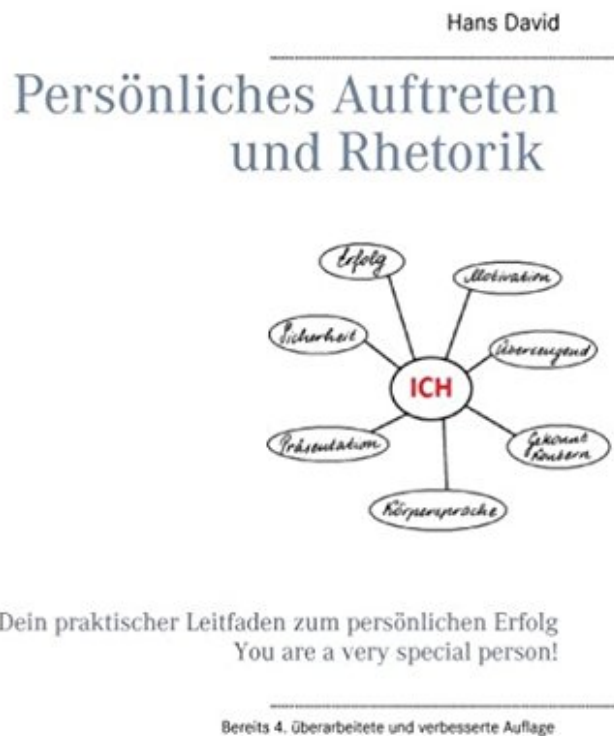 Hans David
Persönliches Auftreten
und Rhetorik
Erfolg
Motivation
Sicherheit
Überzeugend
ICH
Präsentation
Gekonnt
Kontern
Körpersprache
Dein praktischer Leitfaden zum persönlichen Erfolg
You are a very special person!
Bereits 4. überarbeitete und verbesserte Auflage